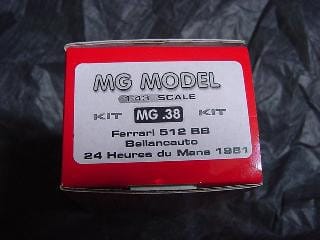 MG MODEL
1:43 SCALE
KIT MG .38 KIT
Ferrari 512 BB
Bellancauto
24 Heures du Mans 1981